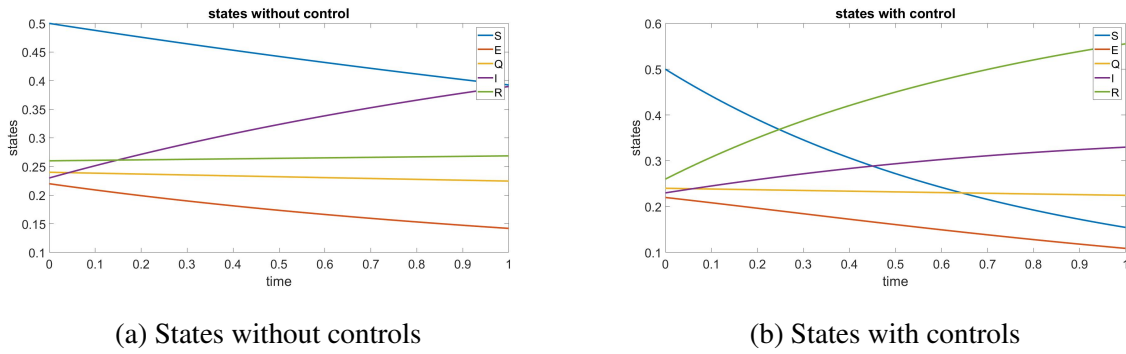 states without control
0.5
0.45
0.4
0.35
0.3
0.25
0.2
0.15
0.1
states
0 0.1 0.2 0.3 0.4 0.5 0.6 0.7 0.8 0.9 1
time
S
E
Q
I
R
(a) States without controls
states with control
0.6
0.5
0.4
0.3
0.2
0.1
states
0 0.1 0.2 0.3 0.4 0.5 0.6 0.7 0.8 0.9 1
time
S
E
Q
I
R
(b) States with controls